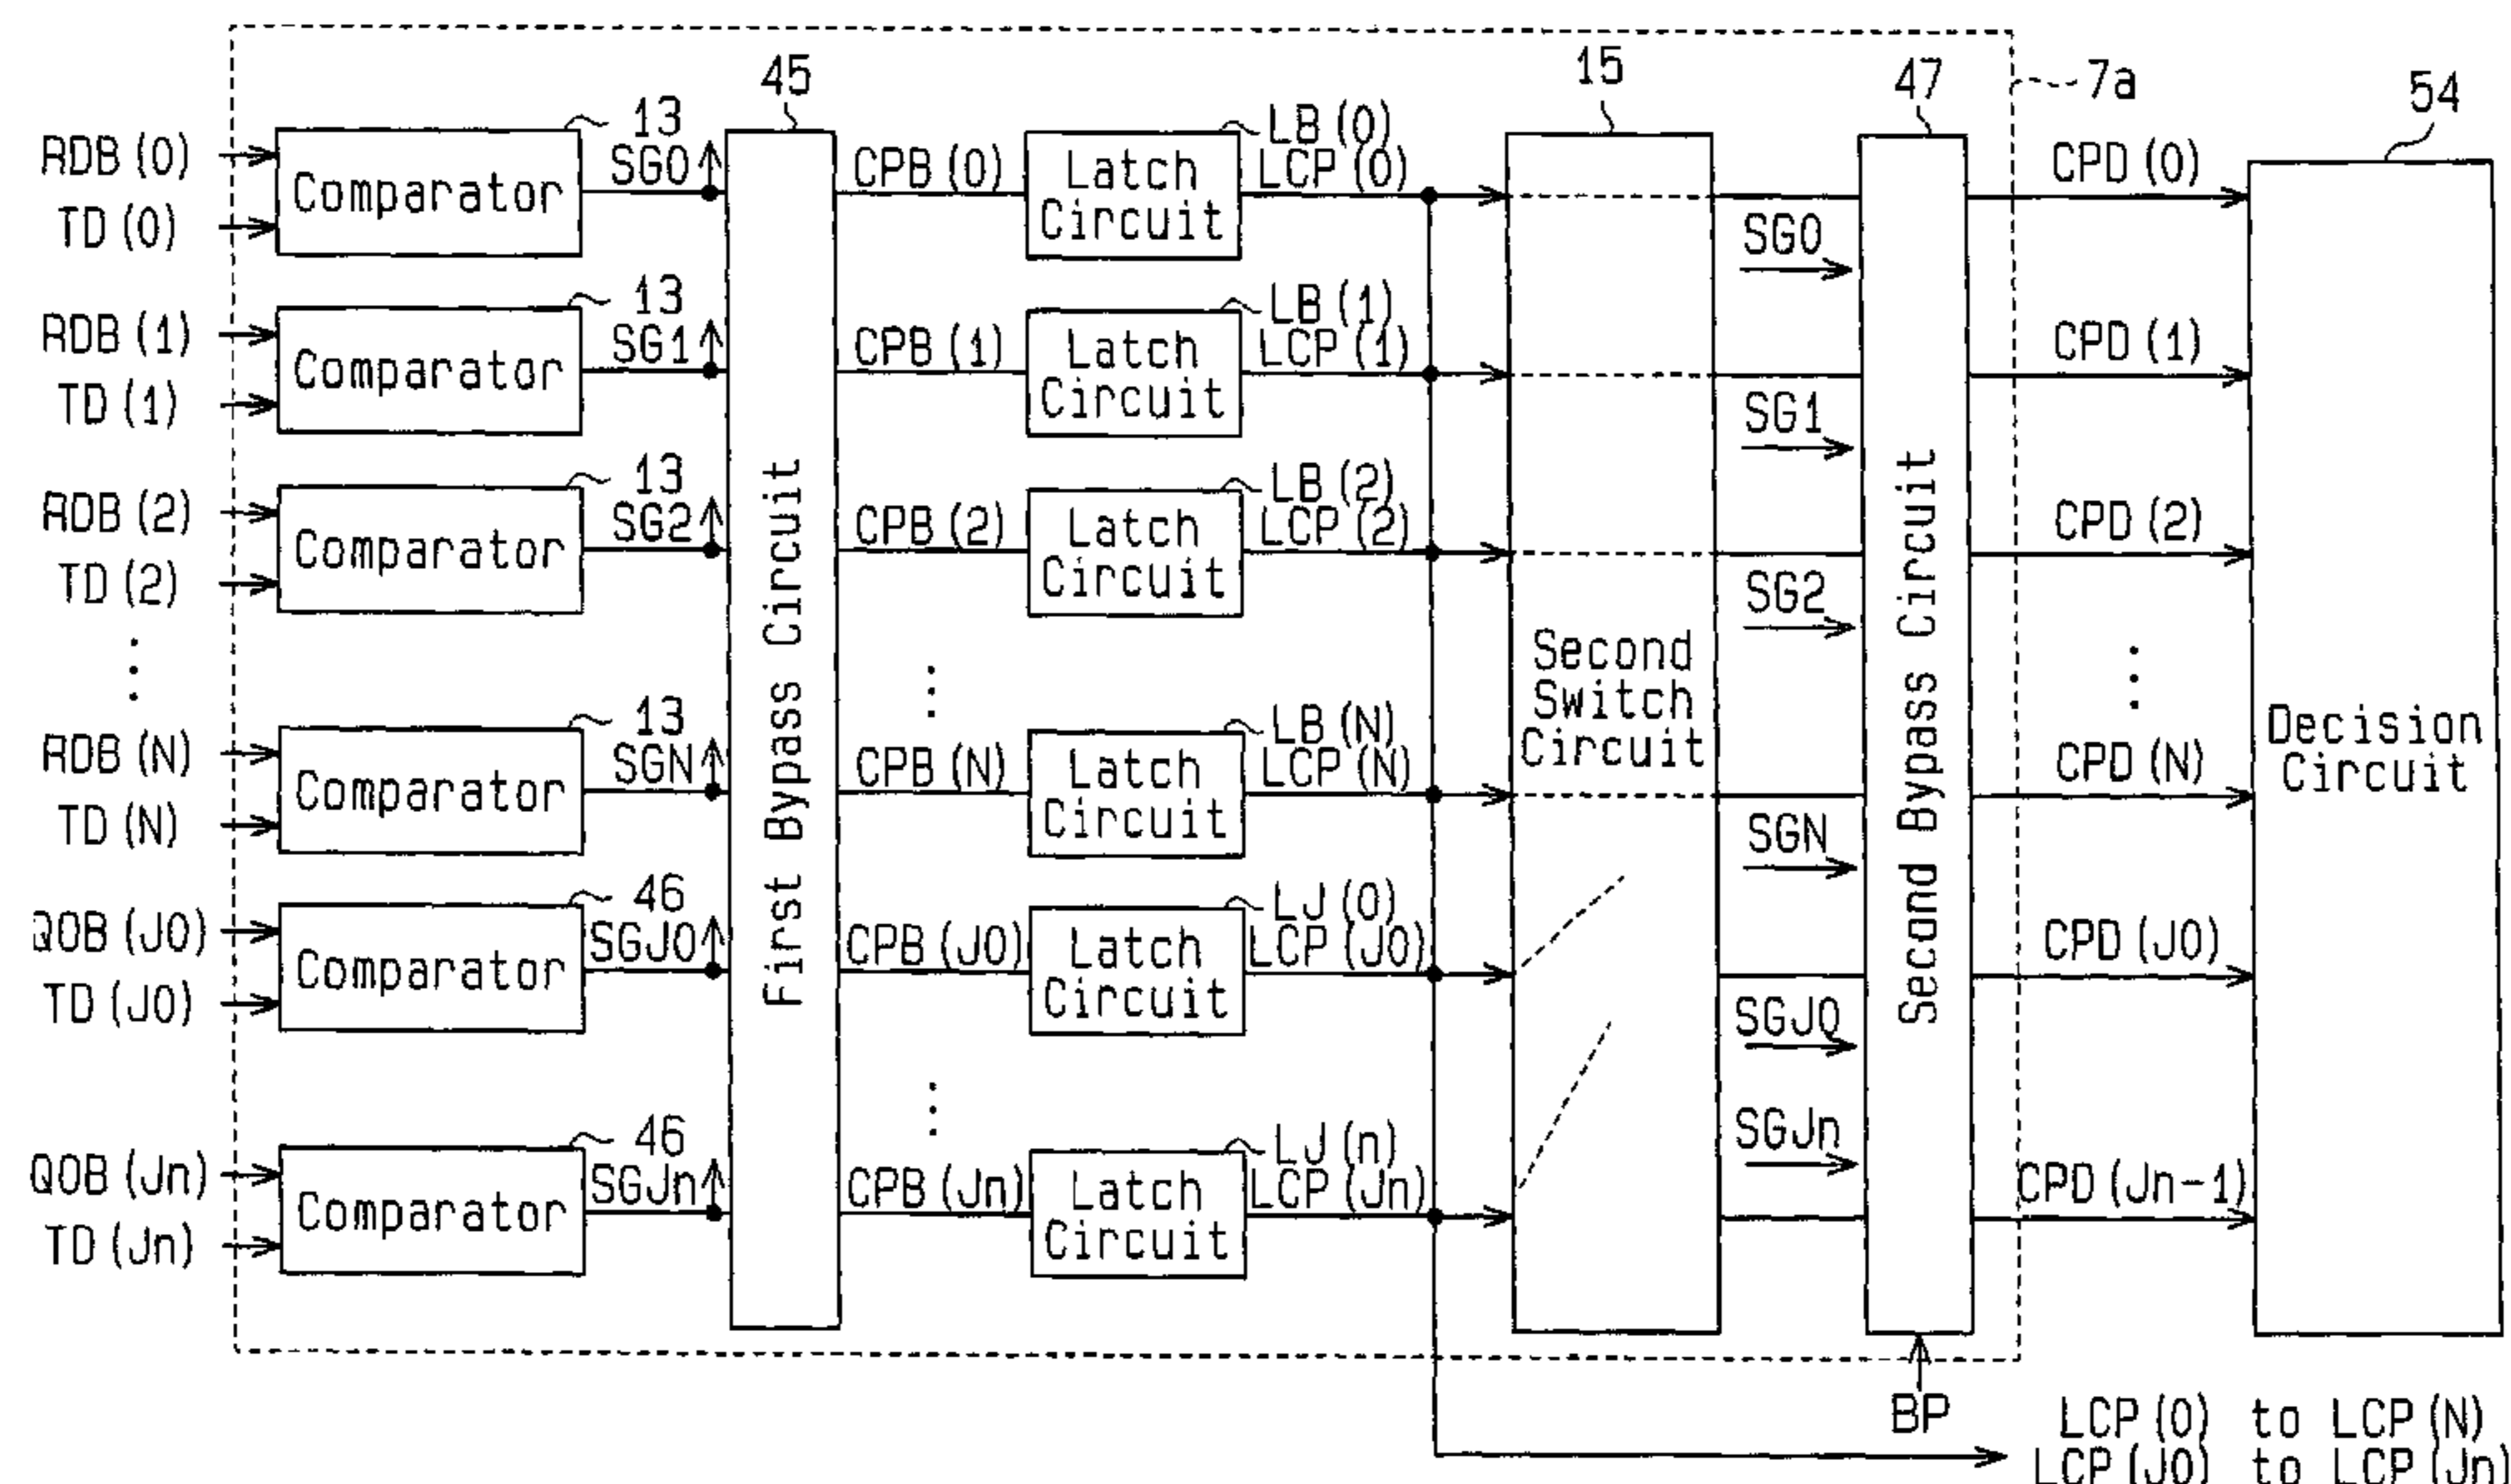 45
15
47
7a
54
RDB (0)
TD (0)
13
Comparator
SG0
CPB (0)
LB (0)
LCP (0)
Latch
Circuit
SG0
CPD (0)
RDB (1)
TD (1)
13
Comparator
SG1
CPB (1)
LB (1)
LCP (1)
Latch
Circuit
SG1
CPD (1)
RDB (2)
TD (2)
13
Comparator
SG2
CPB (2)
LB (2)
LCP (2)
Latch
Circuit
SG2
CPD (2)
First Bypass Circuit
Second
Switch
Circuit
Second Bypass Circuit
Decision
Circuit
RDB (N)
TD (N)
13
Comparator
SGN
CPB (N)
LB (N)
LCP (N)
Latch
Circuit
SGN
CPD (N)
QOB (J0)
TD (J0)
46
Comparator
SGJ0
CPB (J0)
LJ (0)
LCP (J0)
Latch
Circuit
SGJ0
CPD (J0)
QOB (Jn)
TD (Jn)
46
Comparator
SGJn
CPB (Jn)
LJ (n)
LCP (Jn)
Latch
Circuit
SGJn
CPD (Jn-1)
BP
LCP (0) to LCP (N)
LCP (J0) to LCP (Jn)